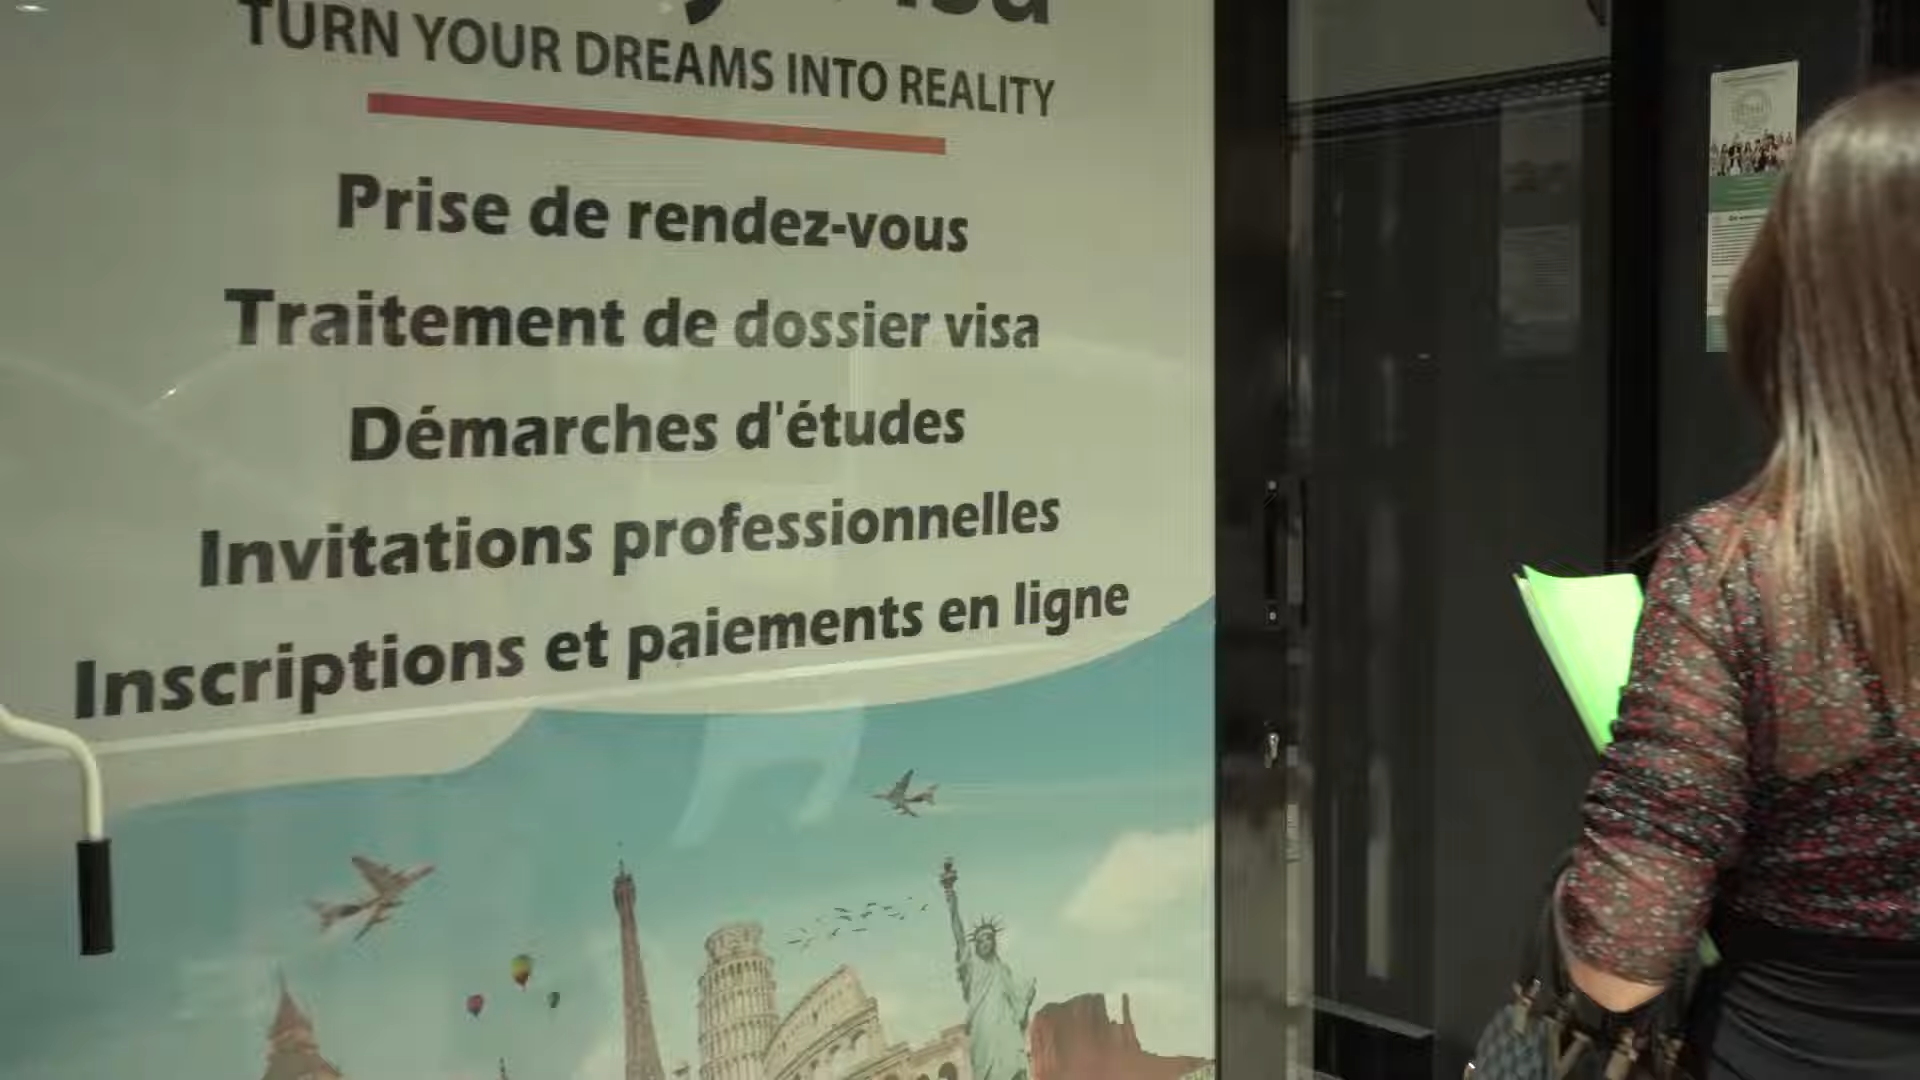 TURN YOUR DREAMS INTO REALITY
Prise de rendez-vous
Traitement de dossier visa
Démarches d'études
Invitations professionnelles
Inscriptions et paiements en ligne